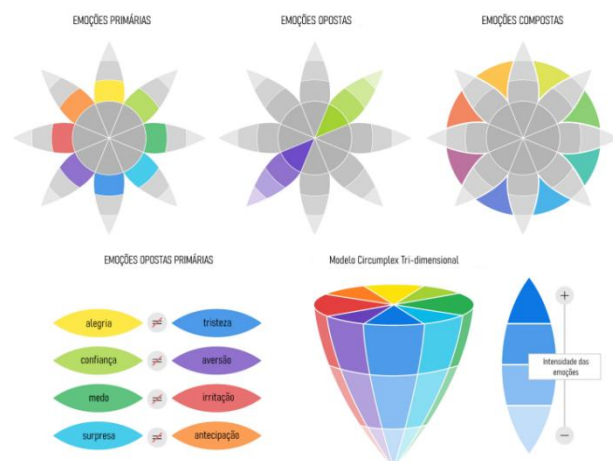 EMOÇÕES PRIMÁRIAS
EMOÇÕES OPOSTAS
EMOÇÕES COMPOSTAS
EMOÇÕES OPOSTAS PRIMÁRIAS
alegria ≠ tristeza
confiança ≠ aversão
medo ≠ irritação
surpresa ≠ antecipação
Modelo Circumplex Tri-dimensional
+
Intensidade das
emoções
−